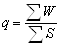 q = ∑W / ∑S